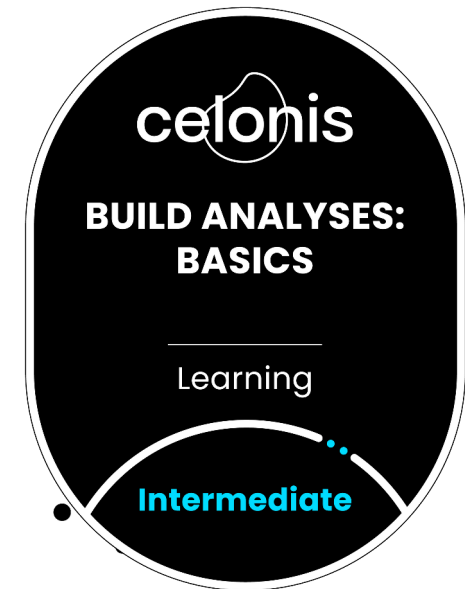 celonis
BUILD ANALYSES:
BASICS
Learning
Intermediate